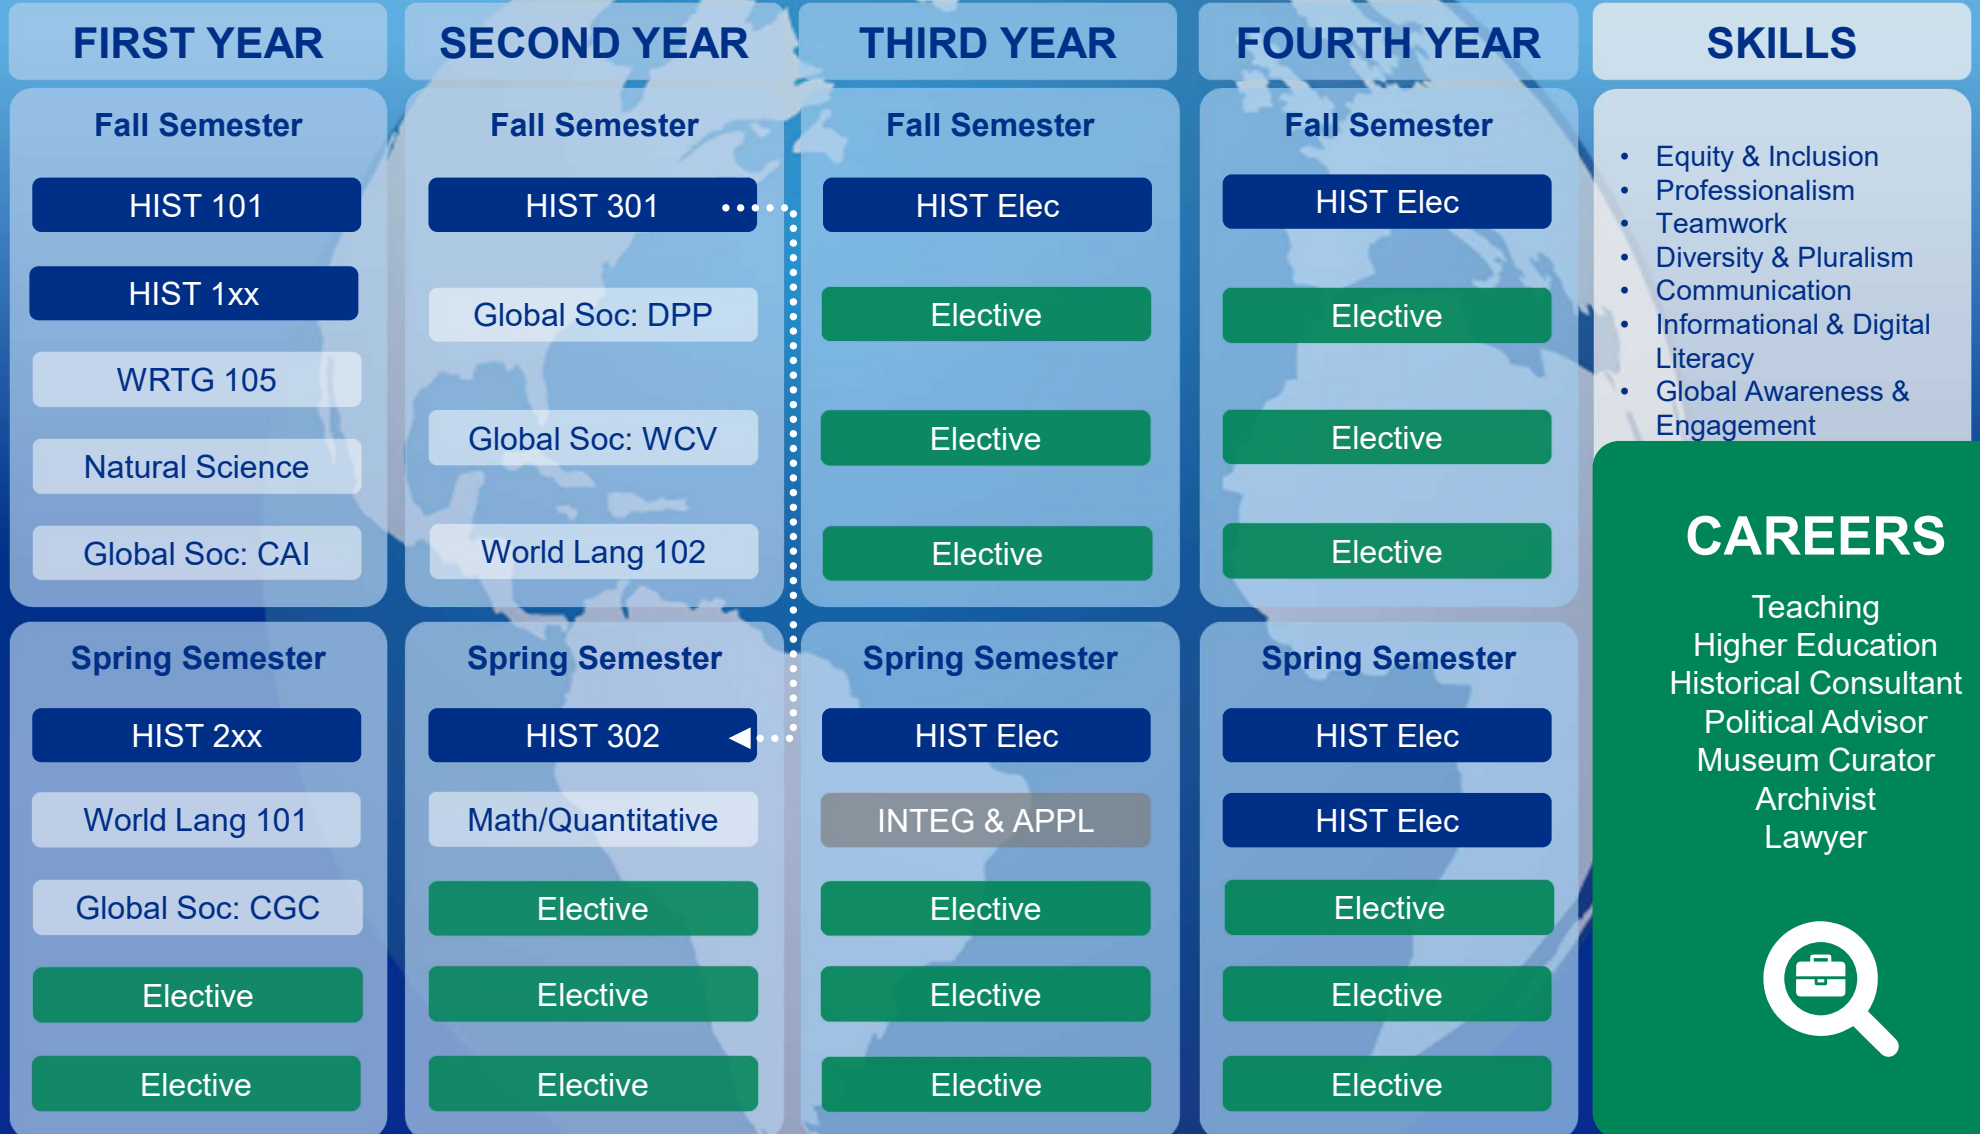 FIRST YEAR
Fall Semester
HIST 101
HIST 1xx
WRTG 105
Natural Science
Global Soc: CAI
Spring Semester
HIST 2xx
World Lang 101
Global Soc: CGC
Elective
Elective
SECOND YEAR
Fall Semester
HIST 301
Global Soc: DPP
Global Soc: WCV
World Lang 102
Spring Semester
HIST 302
Math/Quantitative
Elective
Elective
Elective
THIRD YEAR
Fall Semester
HIST Elec
Elective
Elective
Elective
Spring Semester
HIST Elec
INTEG & APPL
Elective
Elective
Elective
FOURTH YEAR
Fall Semester
HIST Elec
Elective
Elective
Elective
Spring Semester
HIST Elec
HIST Elec
Elective
Elective
Elective
SKILLS
• Equity & Inclusion
• Professionalism
• Teamwork
• Diversity & Pluralism
• Communication
• Informational & Digital
Literacy
• Global Awareness &
Engagement
CAREERS
Teaching
Higher Education
Historical Consultant
Political Advisor
Museum Curator
Archivist
Lawyer